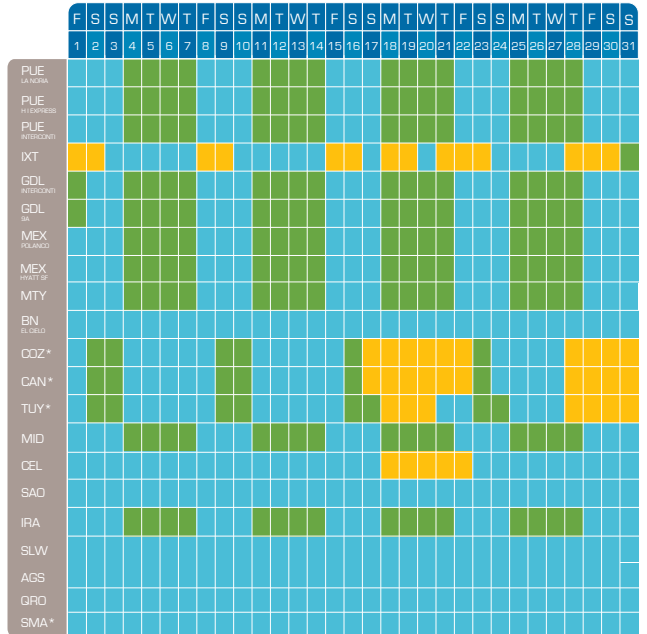 F S S M T W T F S S M T W T F S S M T W T F S S M T W T F S S
1 2 3 4 5 6 7 8 9 10 11 12 13 14 15 16 17 18 19 20 21 22 23 24 25 26 27 28 29 30 31
PUE
LA NORIA
PUE
H I EXPRESS
PUE
INTERCONTI
IXT
GDL
INTERCONTI
GDL
SIA
MEX
POLANCO
MEX
HYATT SF
MTY
BN
EL CIELO
COZ*
CAN*
TUY*
MID
CEL
SAO
IRA
SLW
AGS
QRO
SMA*